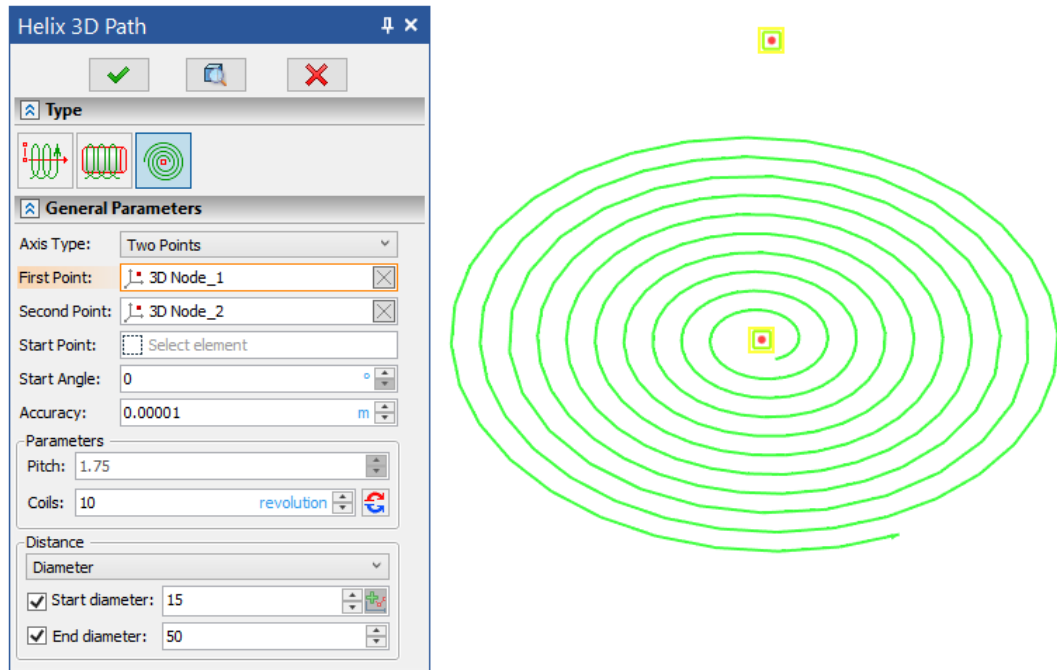 Helix 3D Path
Type
General Parameters
Axis Type: Two Points
First Point: 3D Node_1
Second Point: 3D Node_2
Start Point: Select element
Start Angle: 0 °
Accuracy: 0.00001 m
Parameters
Pitch: 1.75
Coils: 10 revolution
Distance
Diameter
Start diameter: 15
End diameter: 50